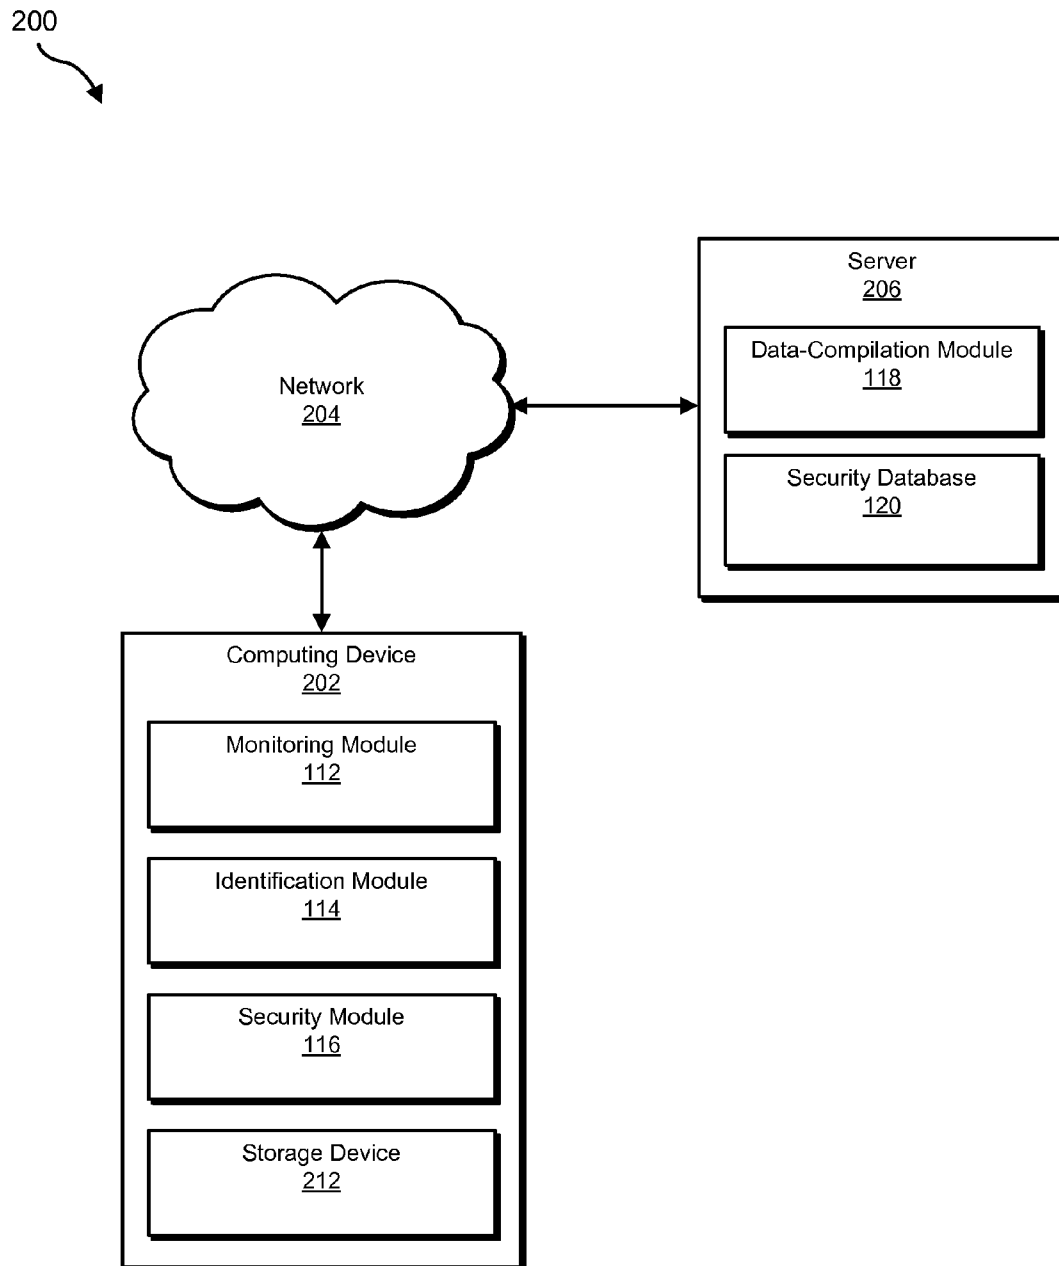 200
Server
206
Data-Compilation Module
118
Security Database
120
Network
204
Computing Device
202
Monitoring Module
112
Identification Module
114
Security Module
116
Storage Device
212